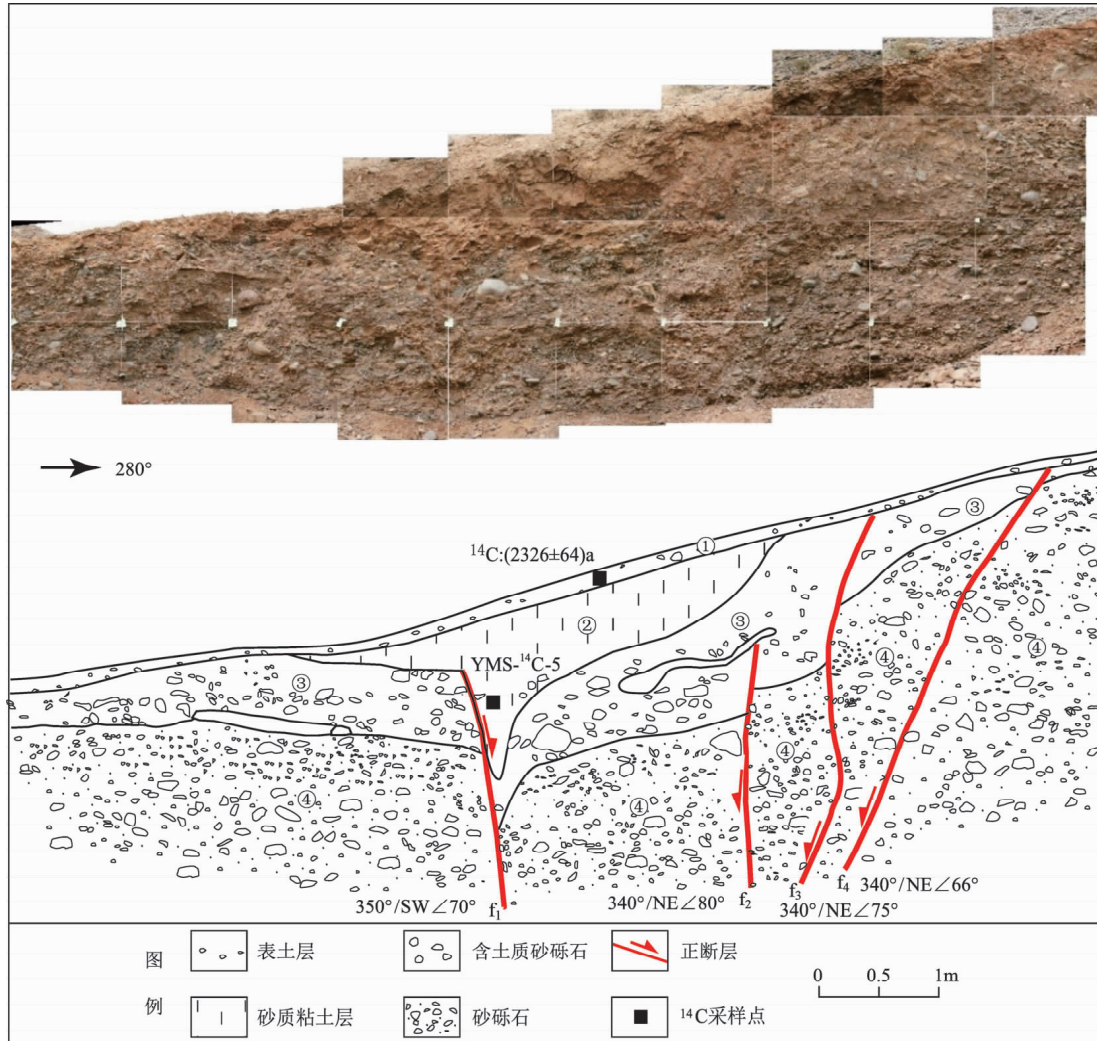 280°
¹⁴C:(2326±64)a
①
③
②
③
YMS-¹⁴C-5
③
④
④
④
④
④
350°/SW∠70°
f₁
340°/NE∠80°
f₂
f₃
340°/NE∠75°
f₄
340°/NE∠66°
图例
表土层
含土质砂砾石
正断层
0 0.5 1m
砂质粘土层
砂砾石
¹⁴C采样点